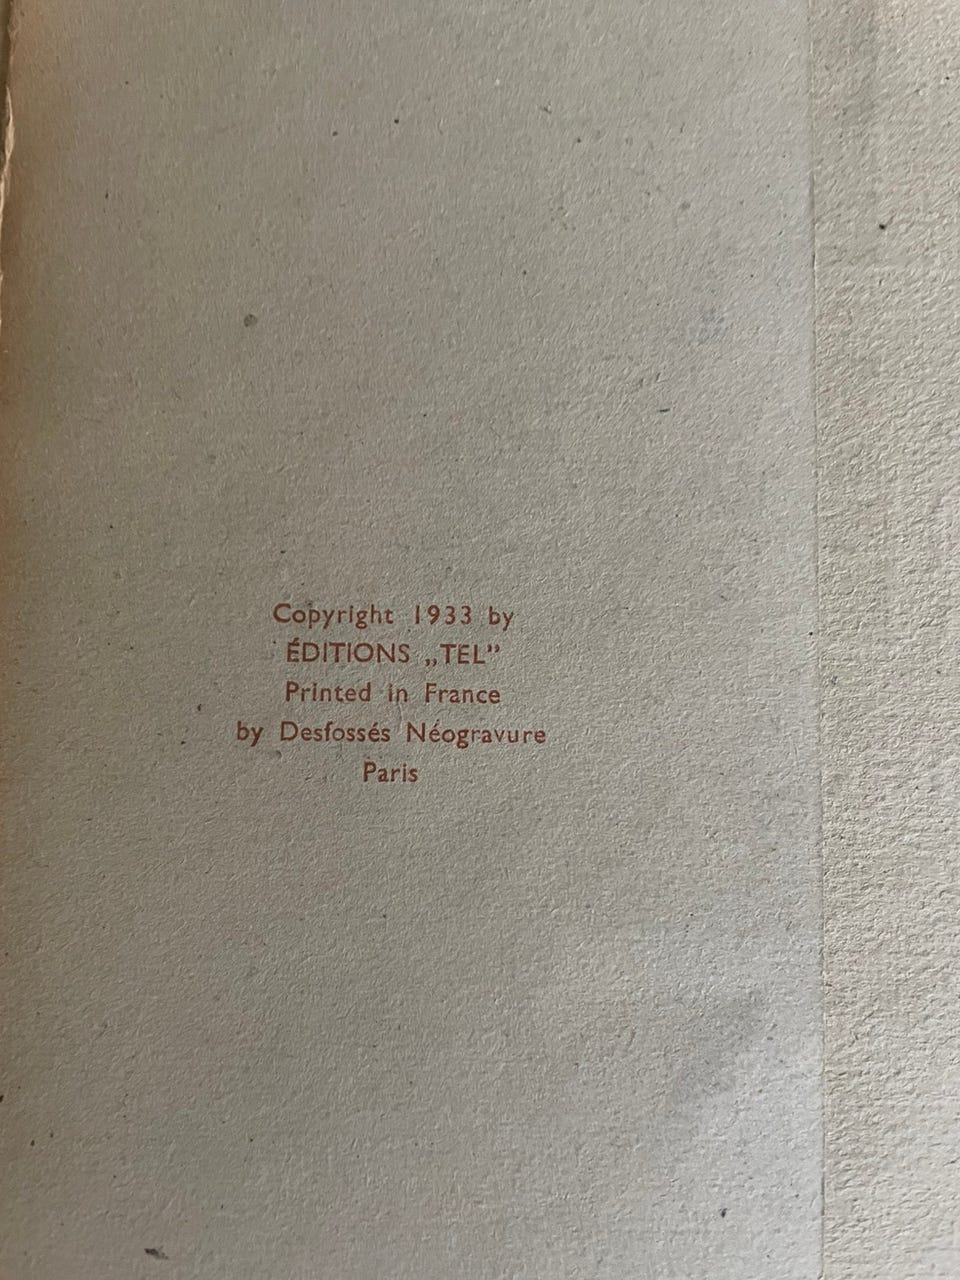 Copyright 1933 by
ÉDITIONS „TEL”
Printed in France
by Desfossés Néogravure
Paris